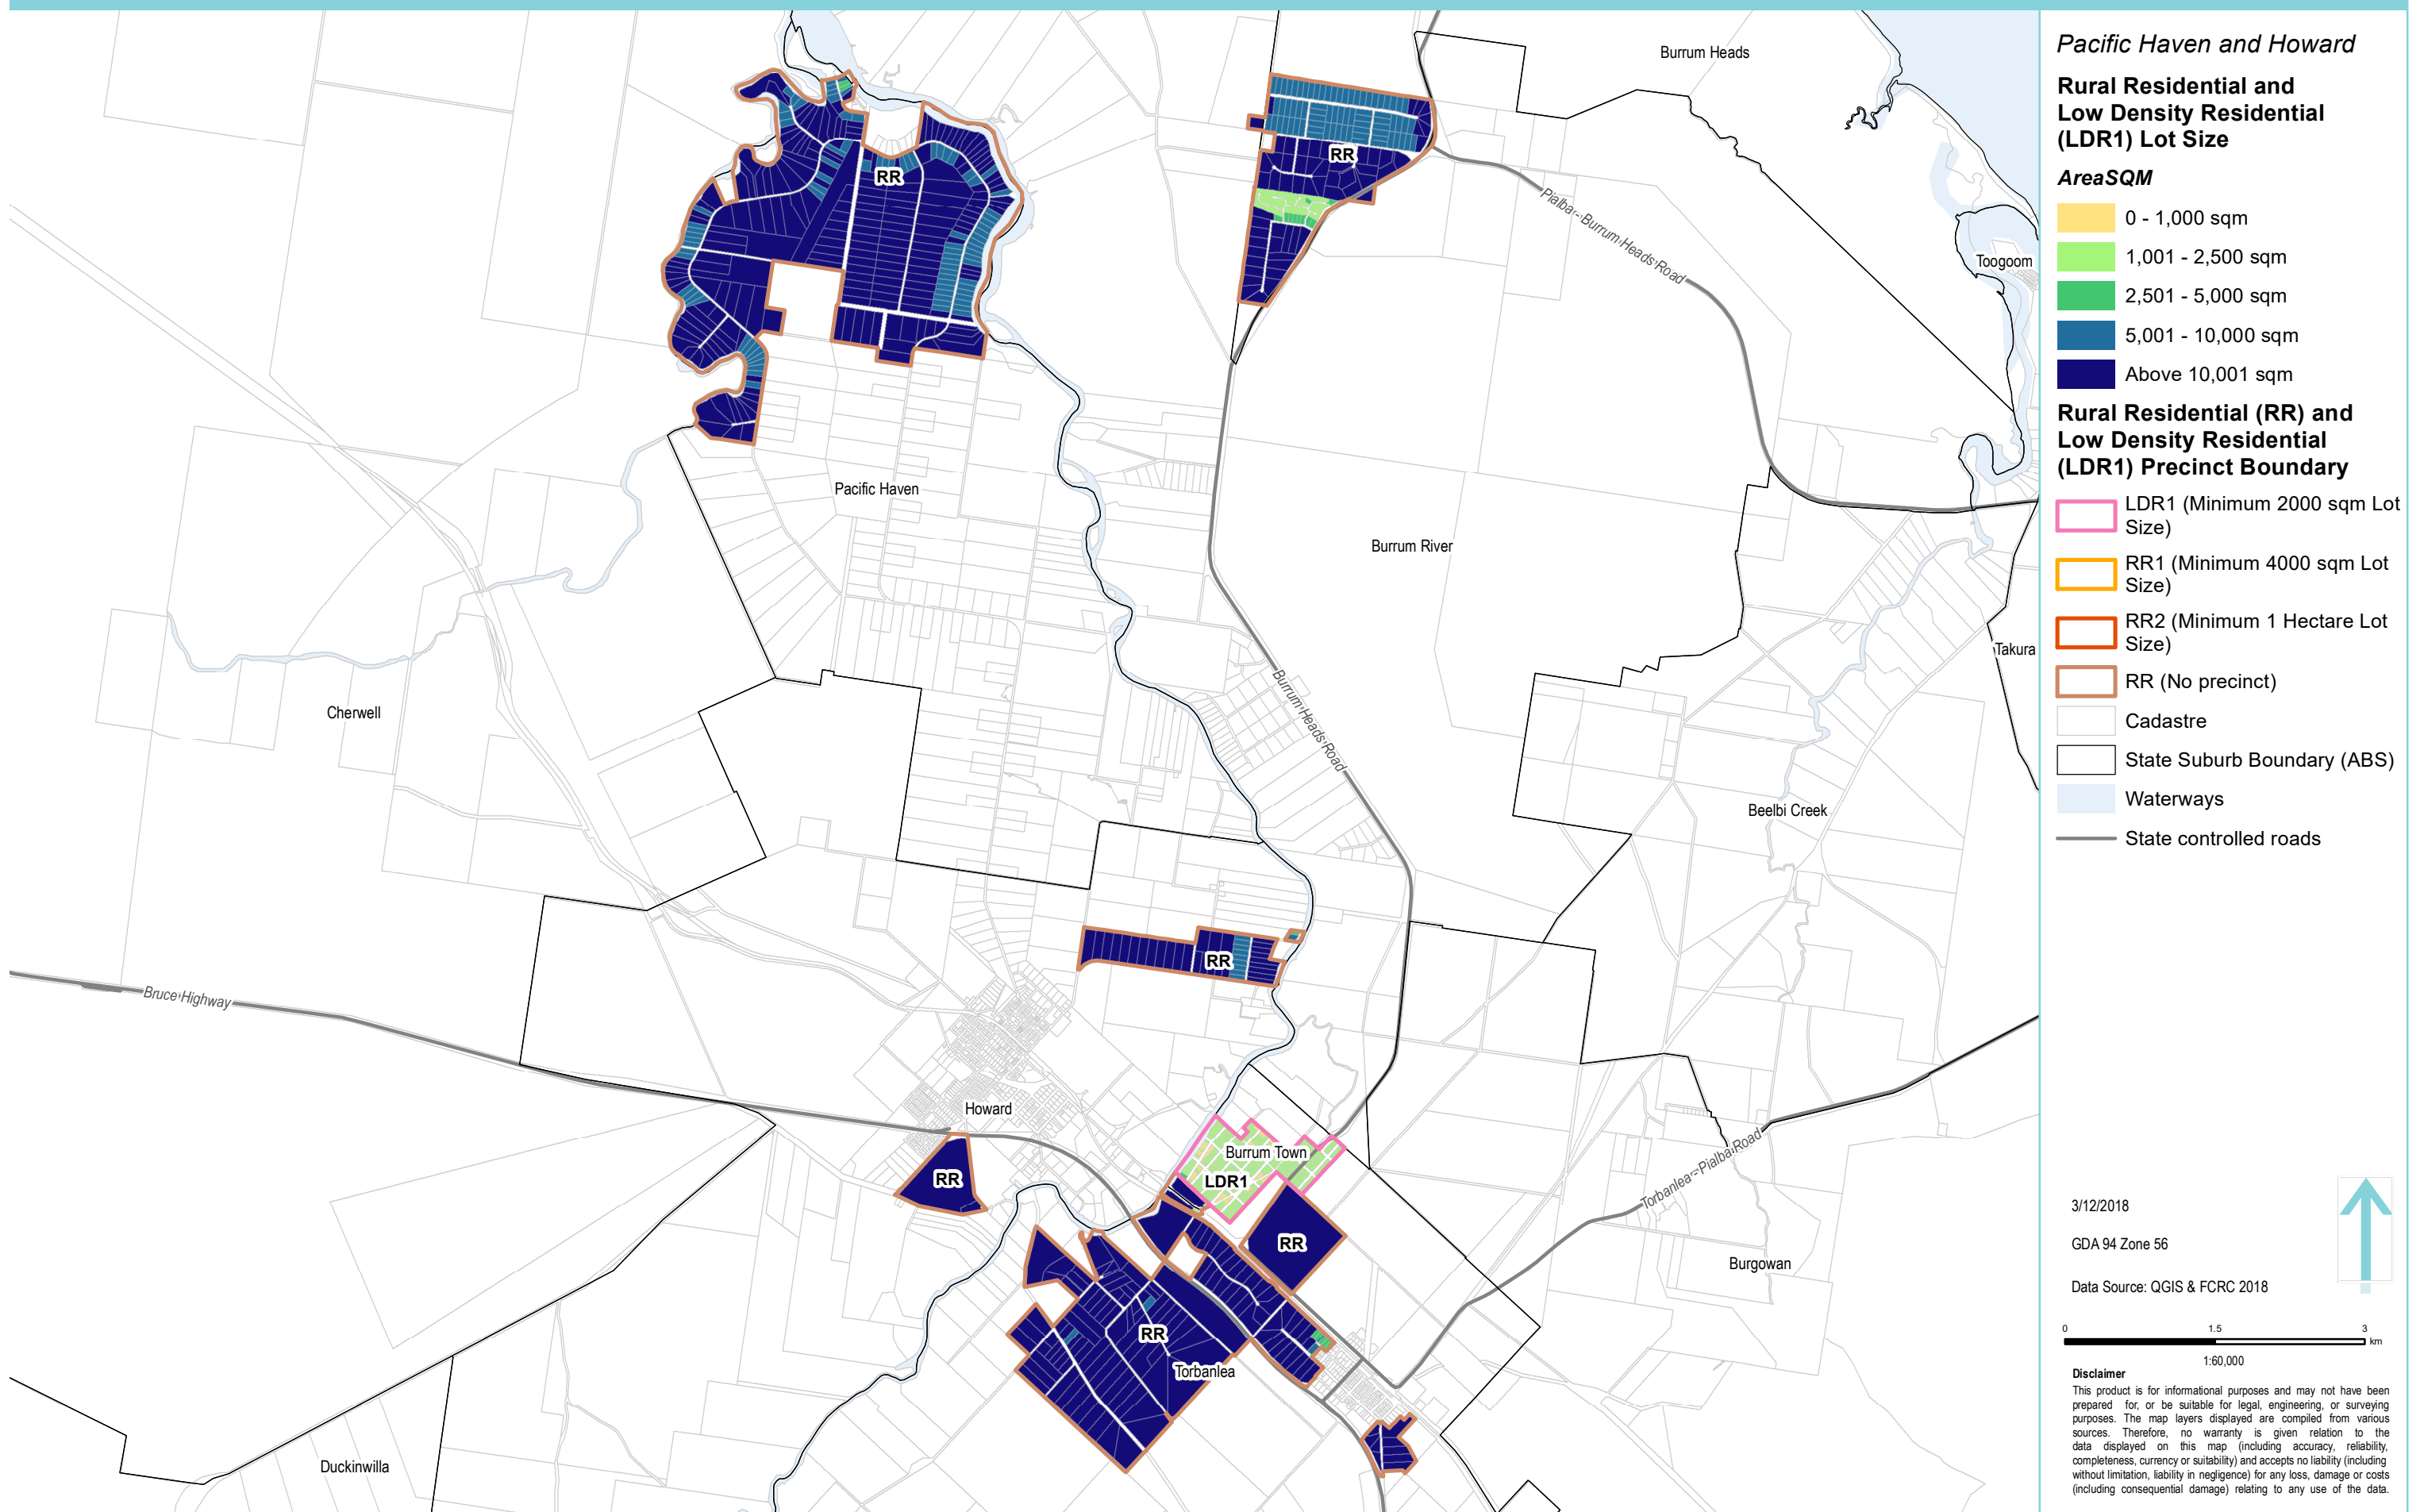 Pacific Haven and Howard
Rural Residential and
Low Density Residential
(LDR1) Lot Size
AreaSQM
0 - 1,000 sqm
1,001 - 2,500 sqm
2,501 - 5,000 sqm
5,001 - 10,000 sqm
Above 10,001 sqm
Rural Residential (RR) and
Low Density Residential
(LDR1) Precinct Boundary
LDR1 (Minimum 2000 sqm Lot
Size)
RR1 (Minimum 4000 sqm Lot
Size)
RR2 (Minimum 1 Hectare Lot
Size)
RR (No precinct)
Cadastre
State Suburb Boundary (ABS)
Waterways
State controlled roads
3/12/2018
GDA 94 Zone 56
Data Source: QGIS & FCRC 2018
0 1.5 3
km
1:60,000
Disclaimer
This product is for informational purposes and may not have been
prepared for, or be suitable for legal, engineering, or surveying
purposes. The map layers displayed are compiled from various
sources. Therefore, no warranty is given relation to the
data displayed on this map (including accuracy, reliability,
completeness, currency or suitability) and accepts no liability (including
without limitation, liability in negligence) for any loss, damage or costs
(including consequential damage) relating to any use of the data.
Burrum Heads
RR
RR
Pialba - Burrum Heads Road
Toogoom
Pacific Haven
Burrum River
Takura
Cherwell
Burrum Heads Road
Beelbi Creek
RR
Bruce Highway
Howard
Burrum Town
LDR1
RR
Torbanlea - Pialba Road
RR
Burgowan
RR
Torbanlea
Duckinwilla